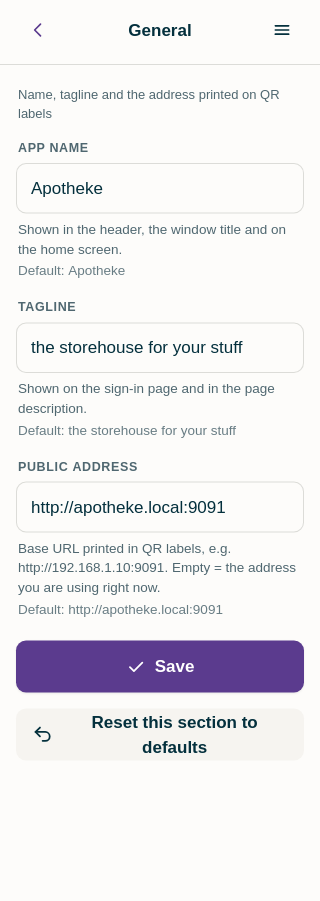 General
Name, tagline and the address printed on QR
labels
APP NAME
Apotheke
Shown in the header, the window title and on
the home screen.
Default: Apotheke
TAGLINE
the storehouse for your stuff
Shown on the sign-in page and in the page
description.
Default: the storehouse for your stuff
PUBLIC ADDRESS
http://apotheke.local:9091
Base URL printed in QR labels, e.g.
http://192.168.1.10:9091. Empty = the address
you are using right now.
Default: http://apotheke.local:9091
Save
Reset this section to
defaults